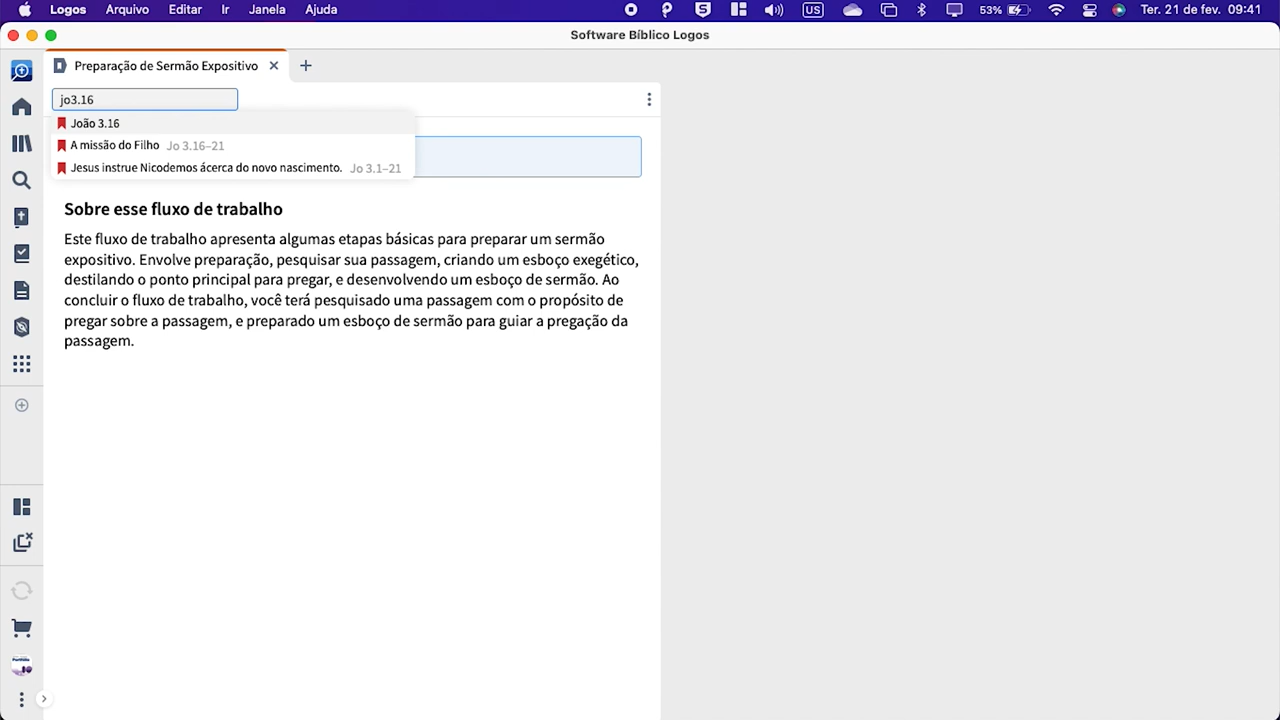 Logos Arquivo Editar Ir Janela Ajuda US 53% Ter. 21 de fev. 09:41
Software Bíblico Logos
Preparação de Sermão Expositivo
jo3.16
João 3.16
A missão do Filho Jo 3.16–21
Jesus instrue Nicodemos ácerca do novo nascimento. Jo 3.1–21
Sobre esse fluxo de trabalho
Este fluxo de trabalho apresenta algumas etapas básicas para preparar um sermão
expositivo. Envolve preparação, pesquisar sua passagem, criando um esboço exegético,
destilando o ponto principal para pregar, e desenvolvendo um esboço de sermão. Ao
concluir o fluxo de trabalho, você terá pesquisado uma passagem com o propósito de
pregar sobre a passagem, e preparado um esboço de sermão para guiar a pregação da
passagem.